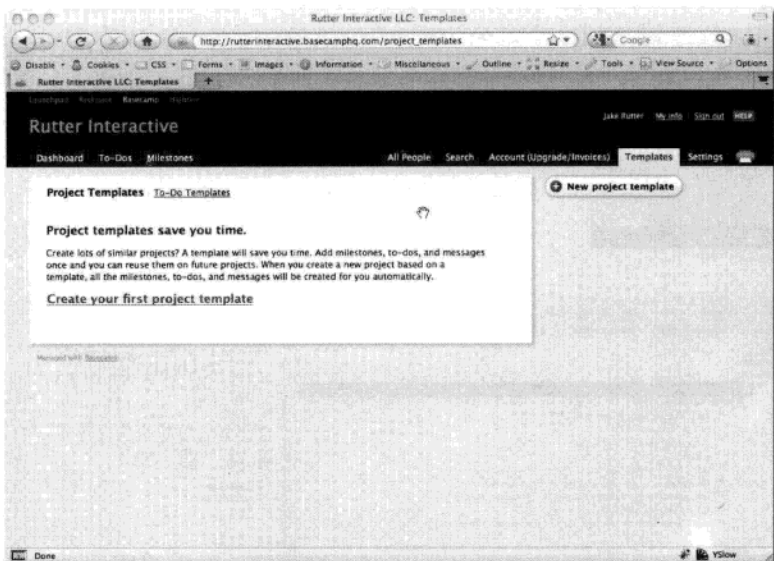 Rutter Interactive LLC: Templates
http://rutterinteractive.basecamphq.com/project_templates
Google
Disable Cookies CSS Forms Images Information Miscellaneous Outline Resize Tools View Source Options
Rutter Interactive LLC: Templates
Launchpad Basecamp
Jake Rutter My info Sign out HELP
Rutter Interactive
Dashboard To-Dos Milestones All People Search Account (Upgrade/Invoices) Templates Settings
Project Templates To-Do Templates
New project template
Project templates save you time.
Create lots of similar projects? A template will save you time. Add milestones, to-dos, and messages
once and you can reuse them on future projects. When you create a new project based on a
template, all the milestones, to-dos, and messages will be created for you automatically.
Create your first project template
Managed with Basecamp
Done YSlow